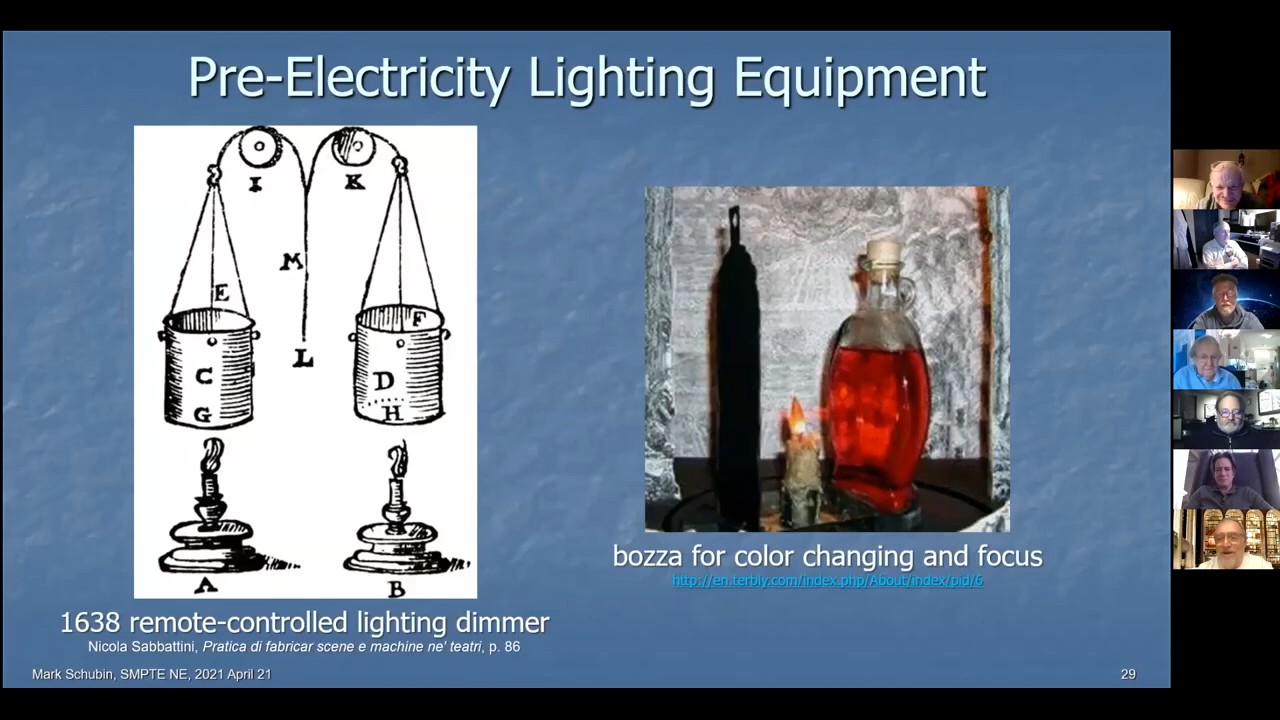 Pre-Electricity Lighting Equipment
I
K
M
E
F
L
C
D
G
H
A
B
bozza for color changing and focus
http://en.terbly.com/index.php/About/index/pid/6
1638 remote-controlled lighting dimmer
Nicola Sabbattini, Pratica di fabricar scene e machine ne' teatri, p. 86
Mark Schubin, SMPTE NE, 2021 April 21
29